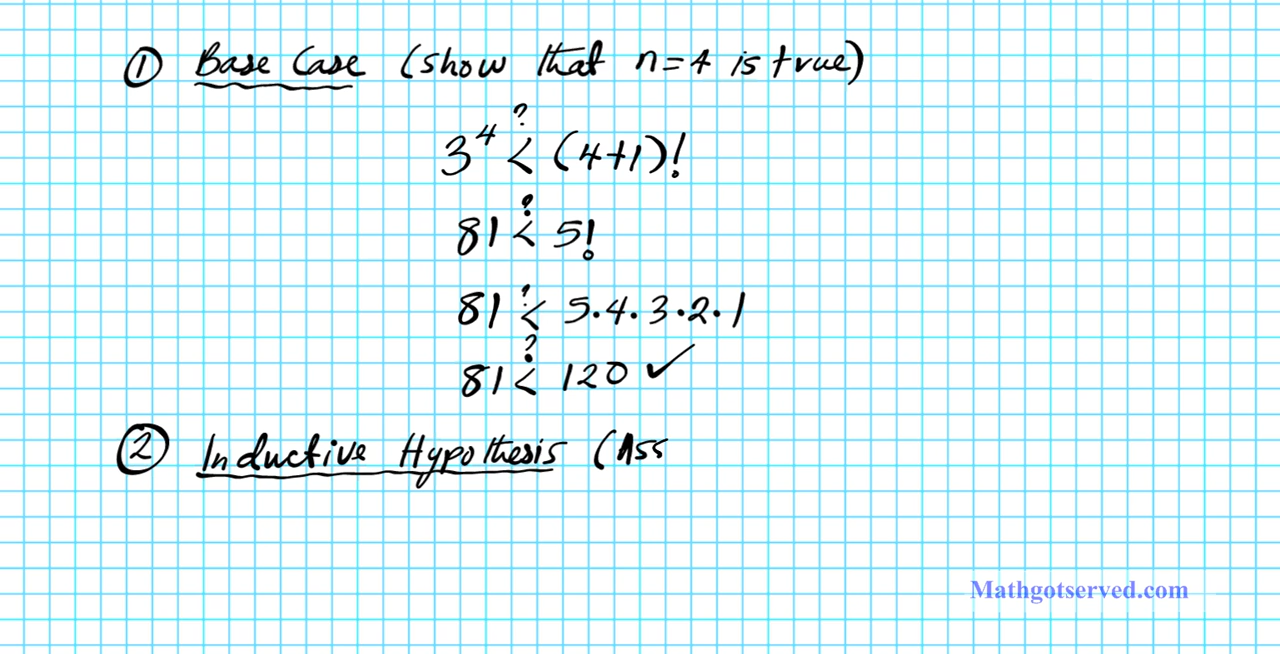 ① Base Case (show that n=4 is true)
3⁴ <? (4+1)!
81 <? 5!
81 <? 5·4·3·2·1
81 <? 120 ✓
② Inductive Hypothesis (Ass
Mathgotserved.com